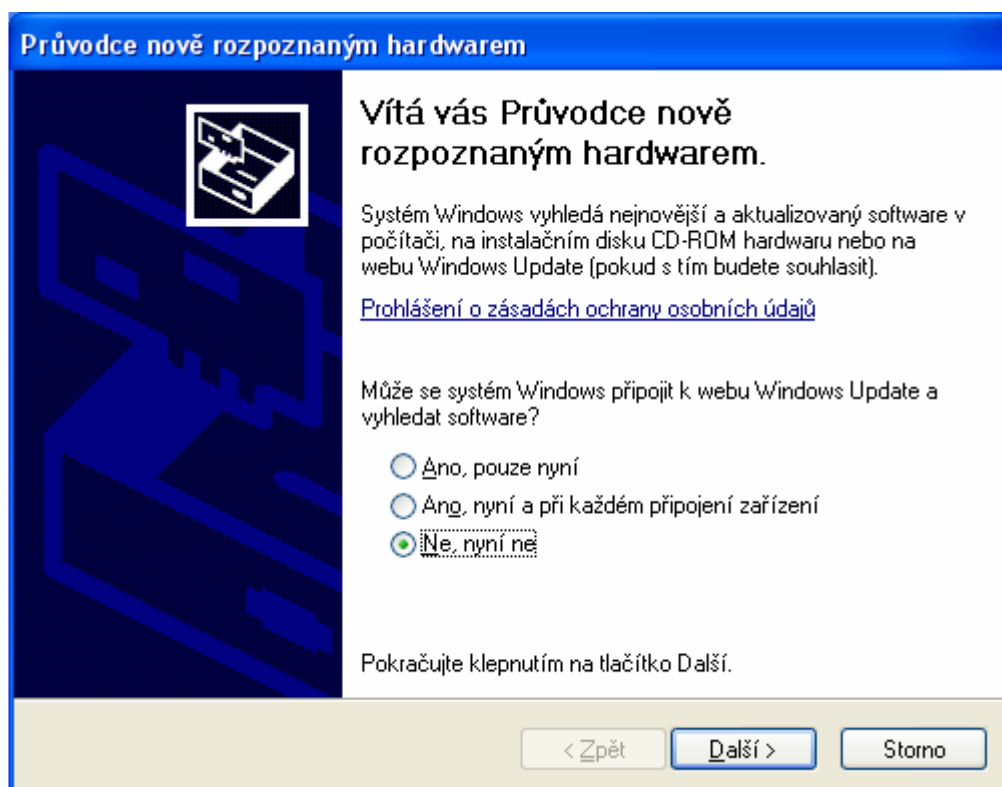 Průvodce nově rozpoznaným hardwarem
Vítá vás Průvodce nově
rozpoznaným hardwarem.
Systém Windows vyhledá nejnovější a aktualizovaný software v
počítači, na instalačním disku CD-ROM hardwaru nebo na
webu Windows Update (pokud s tím budete souhlasit).
Prohlášení o zásadách ochrany osobních údajů
Může se systém Windows připojit k webu Windows Update a
vyhledat software?
Ano, pouze nyní
Ano, nyní a při každém připojení zařízení
Ne, nyní ne
Pokračujte klepnutím na tlačítko Další.
< Zpět
Další >
Storno